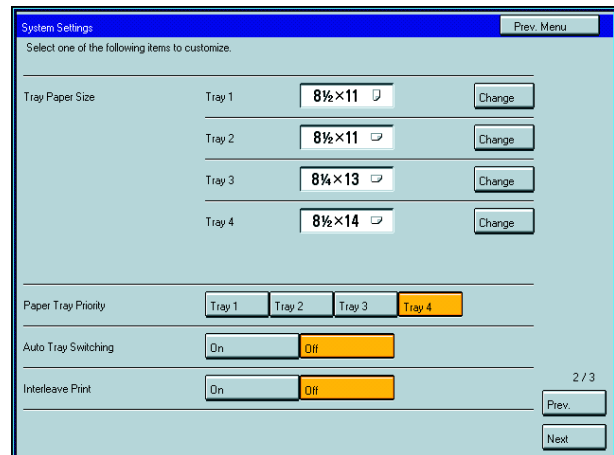 System Settings Prev. Menu
Select one of the following items to customize.
Tray Paper Size Tray 1 8½×11 Change
Tray 2 8½×11 Change
Tray 3 8¼×13 Change
Tray 4 8½×14 Change
Paper Tray Priority Tray 1 Tray 2 Tray 3 Tray 4
Auto Tray Switching On Off
Interleave Print On Off
2/3
Prev.
Next